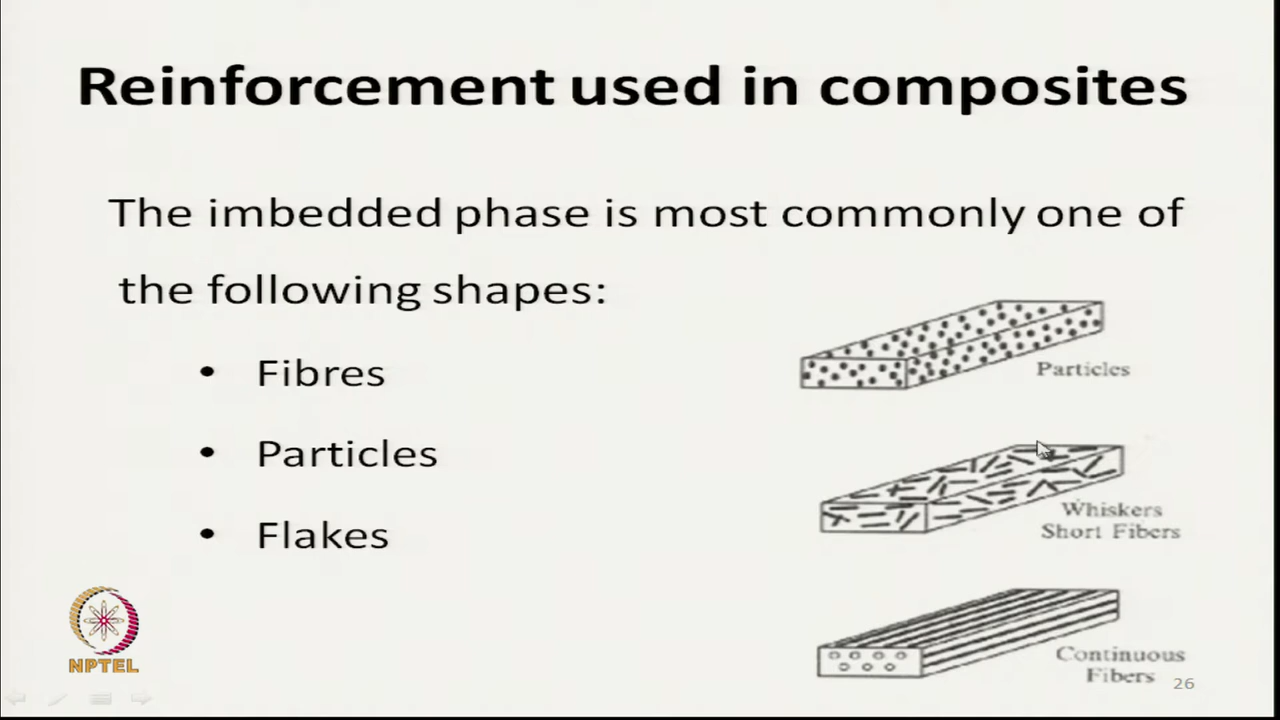 Reinforcement used in composites
The imbedded phase is most commonly one of
the following shapes:
• Fibres
• Particles
• Flakes
Particles
Whiskers
Short Fibers
Continuous
Fibers
NPTEL
26